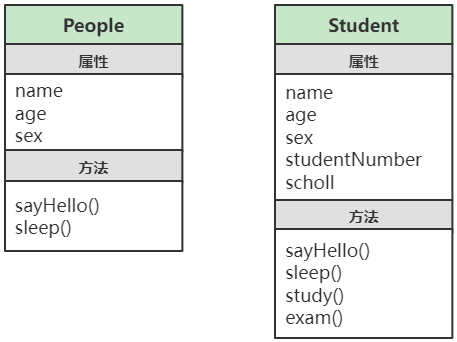 People
属性
name
age
sex
方法
sayHello()
sleep()
Student
属性
name
age
sex
studentNumber
scholl
方法
sayHello()
sleep()
study()
exam()